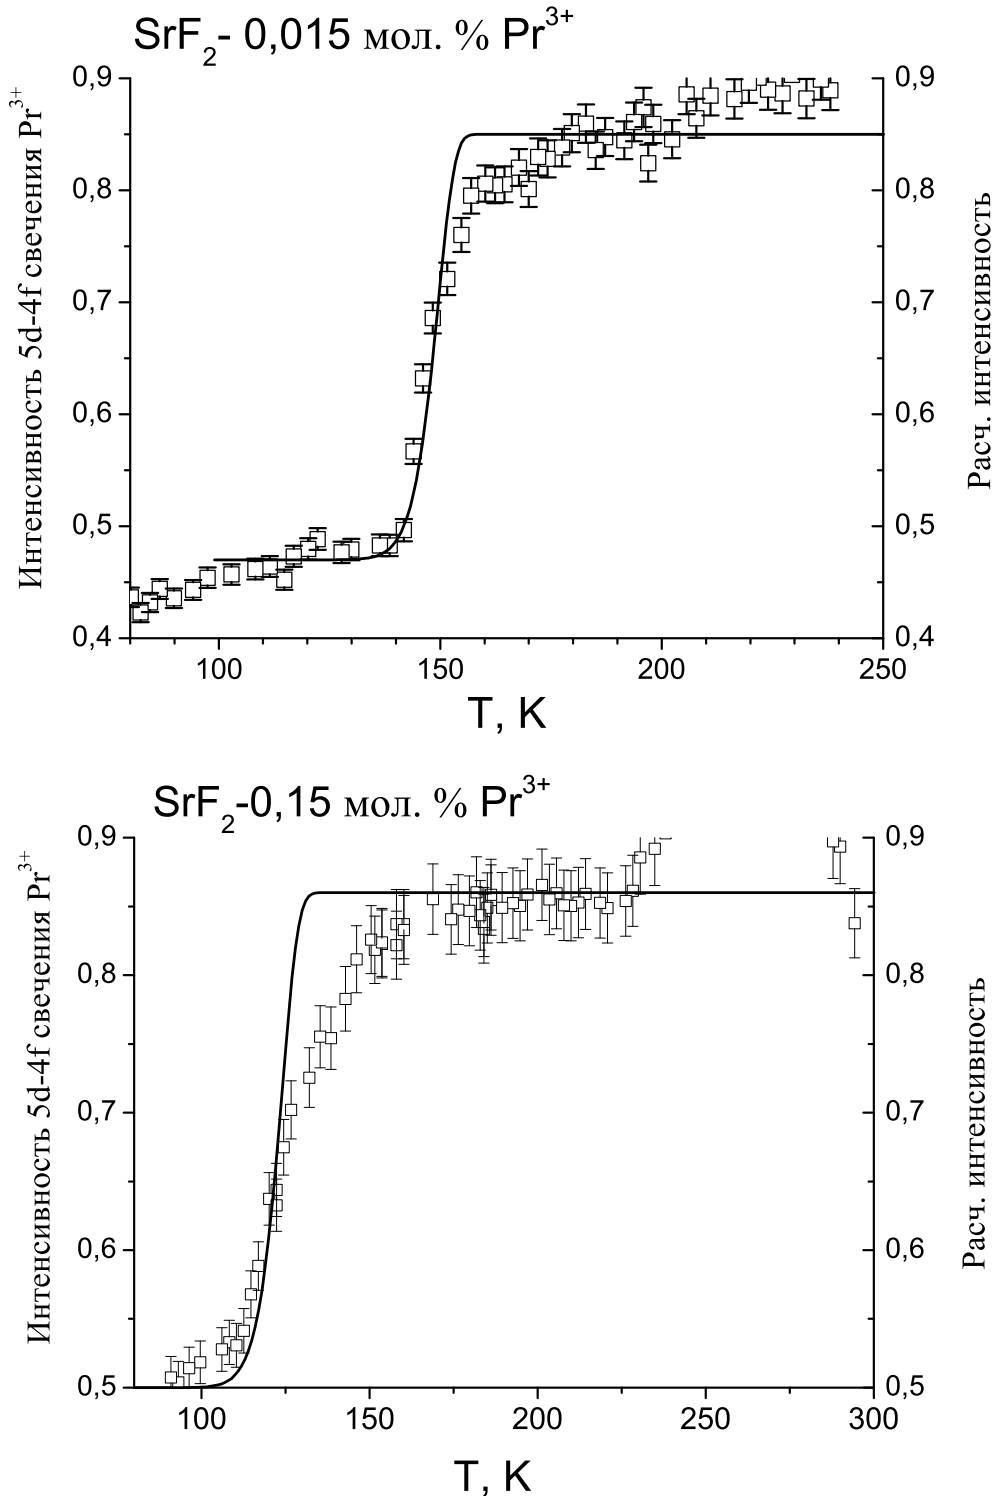 SrF2- 0,015 мол. % Pr3+
Интенсивность 5d-4f свечения Pr3+
Расч. интенсивность
0,9 0,9
0,8 0,8
0,7 0,7
0,6 0,6
0,5 0,5
0,4 0,4
100 150 200 250
T, K
SrF2-0,15 мол. % Pr3+
Интенсивность 5d-4f свечения Pr3+
Расч. интенсивность
0,9 0,9
0,8 0,8
0,7 0,7
0,6 0,6
0,5 0,5
100 150 200 250 300
T, K